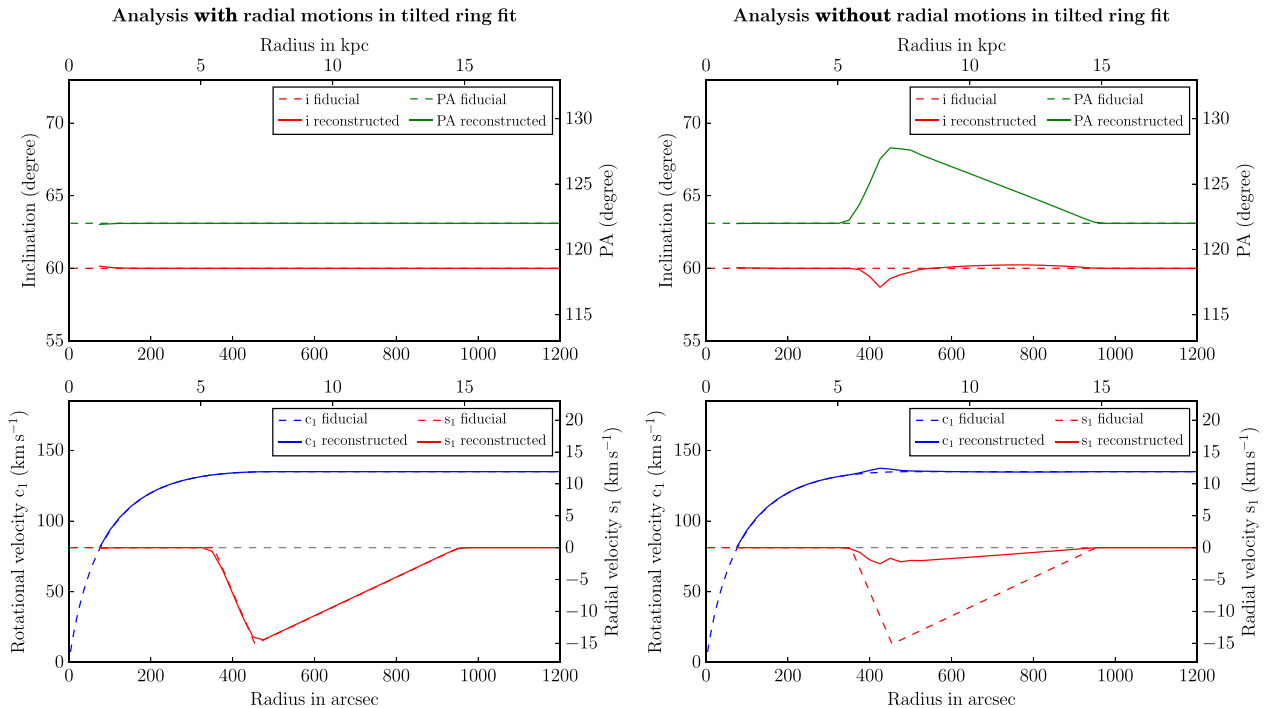 Analysis with radial motions in tilted ring fit
Radius in kpc
0 5 10 15
i fiducial PA fiducial
i reconstructed PA reconstructed
Inclination (degree)
70
65
60
55
PA (degree)
130
125
120
115
0 200 400 600 800 1000 1200
Analysis without radial motions in tilted ring fit
Radius in kpc
0 5 10 15
i fiducial PA fiducial
i reconstructed PA reconstructed
Inclination (degree)
70
65
60
55
PA (degree)
130
125
120
115
0 200 400 600 800 1000 1200
0 5 10 15
c₁ fiducial s₁ fiducial
c₁ reconstructed s₁ reconstructed
Rotational velocity c₁ (km s⁻¹)
150
100
50
0
Radial velocity s₁ (km s⁻¹)
20
15
10
5
0
−5
−10
−15
0 200 400 600 800 1000 1200
Radius in arcsec
0 5 10 15
c₁ fiducial s₁ fiducial
c₁ reconstructed s₁ reconstructed
Rotational velocity c₁ (km s⁻¹)
150
100
50
0
Radial velocity s₁ (km s⁻¹)
20
15
10
5
0
−5
−10
−15
0 200 400 600 800 1000 1200
Radius in arcsec